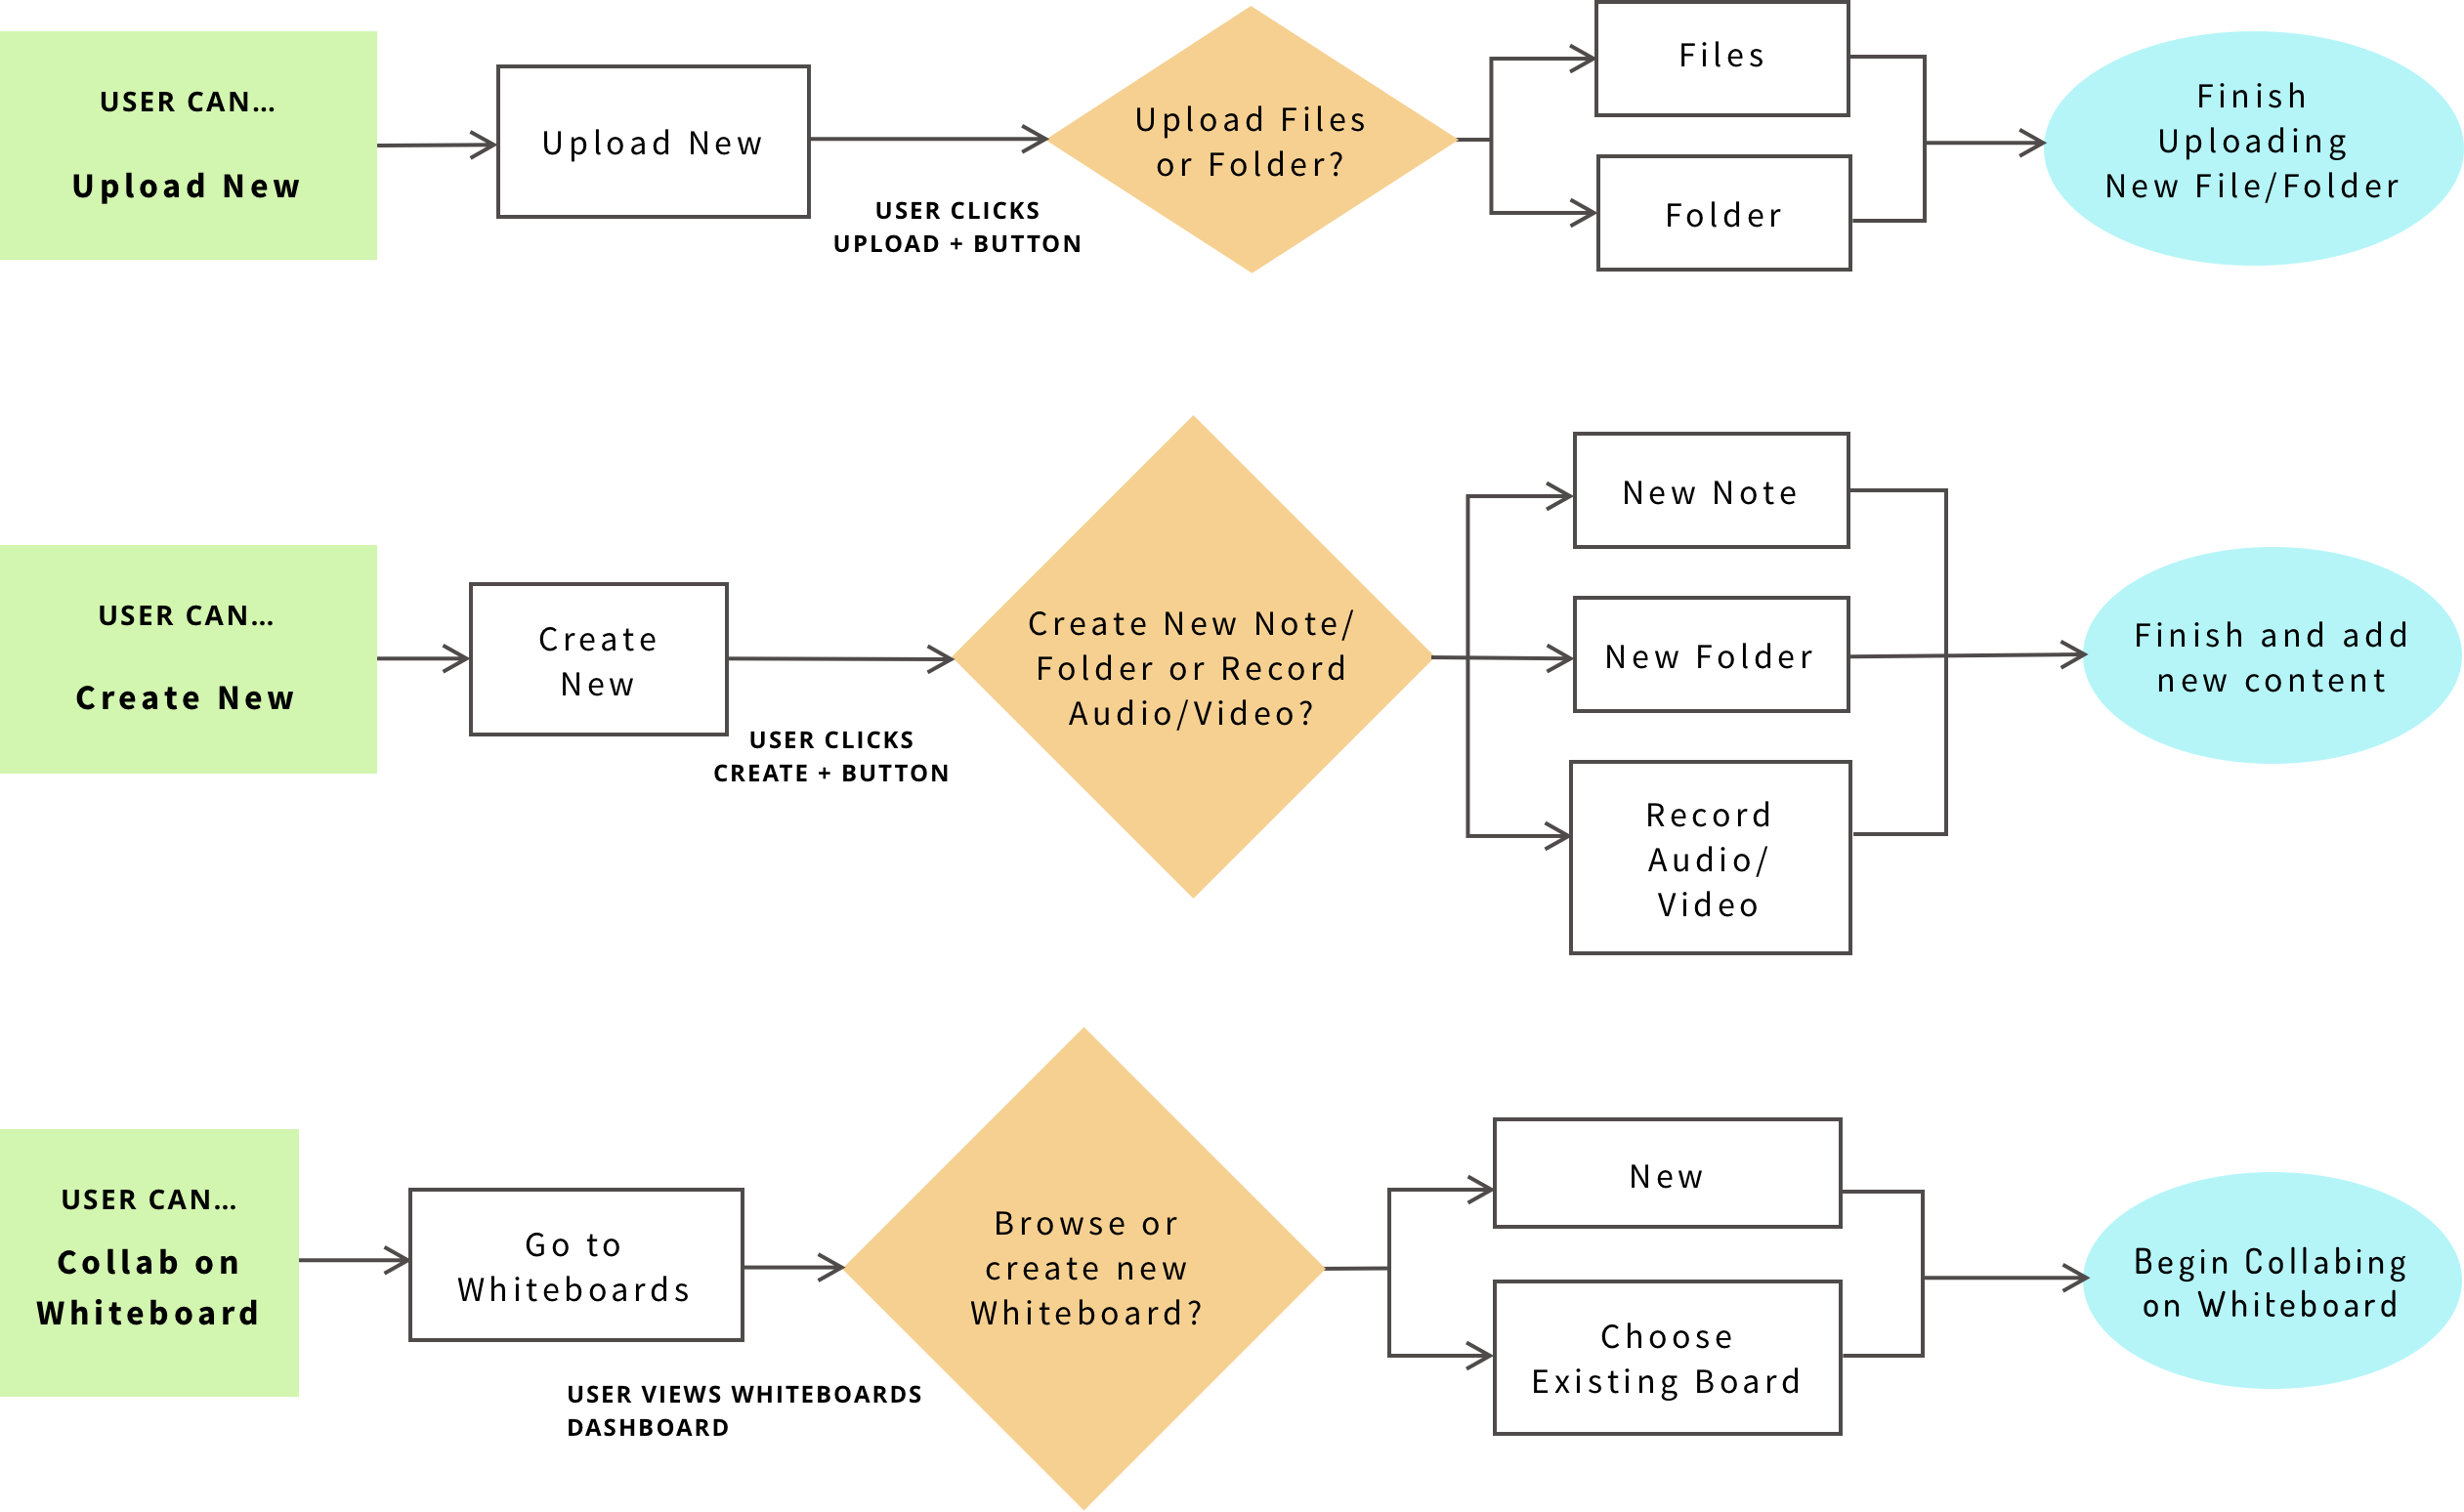 USER CAN...
Upload New
Upload New
USER CLICKS
UPLOAD + BUTTON
Upload Files
or Folder?
Files
Folder
Finish
Uploading
New File/Folder
USER CAN...
Create New
Create
New
USER CLICKS
CREATE + BUTTON
Create New Note/
Folder or Record
Audio/Video?
New Note
New Folder
Record
Audio/
Video
Finish and add
new content
USER CAN...
Collab on
Whiteboard
Go to
Whiteboards
USER VIEWS WHITEBOARDS
DASHBOARD
Browse or
create new
Whiteboard?
New
Choose
Existing Board
Begin Collabing
on Whiteboard